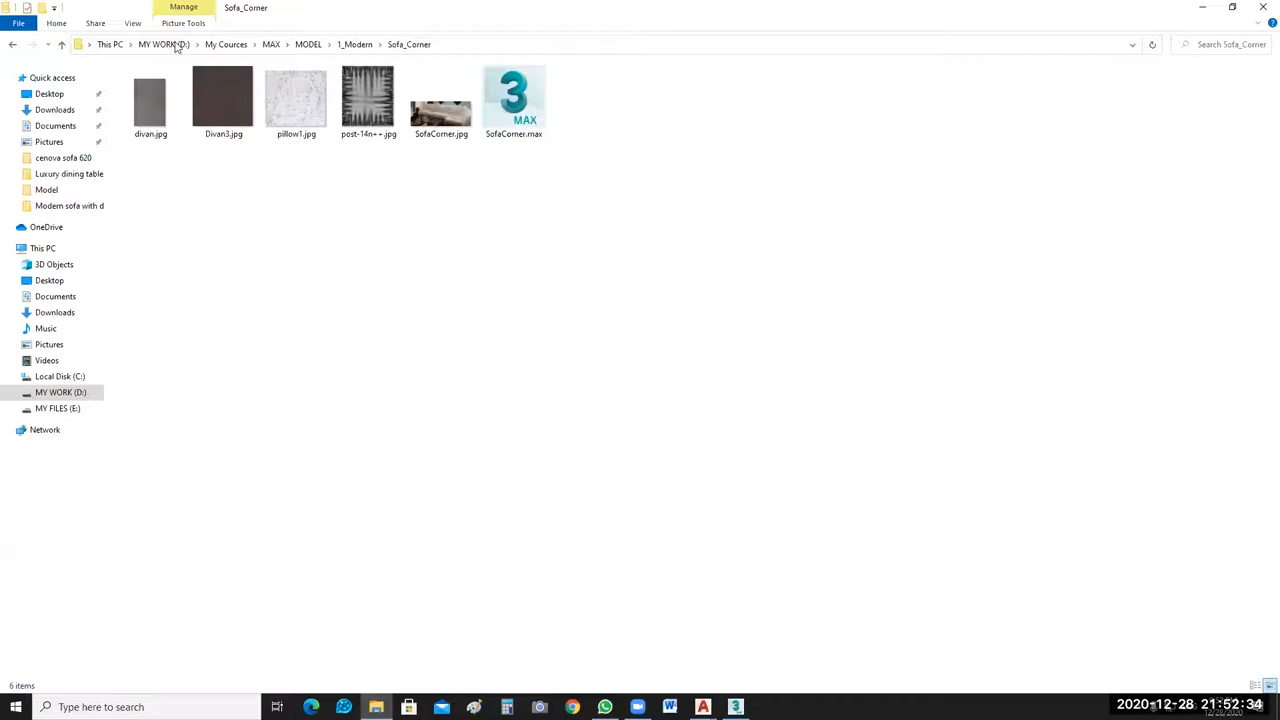 Manage
Sofa_Corner
File
Home
Share
View
Picture Tools
This PC
MY WORK (D:)
My Cources
MAX
MODEL
1_Modern
Sofa_Corner
Search Sofa_Corner
Quick access
Desktop
Downloads
Documents
Pictures
cenova sofa 620
Luxury dining table
Model
Modern sofa with d
OneDrive
This PC
3D Objects
Desktop
Documents
Downloads
Music
Pictures
Videos
Local Disk (C:)
MY WORK (D:)
MY FILES (E:)
Network
3
MAX
divan.jpg
Divan3.jpg
pillow1.jpg
post-14n++.jpg
SofaCorner.jpg
SofaCorner.max
6 items
Type here to search
2020-12-28 21:52:34
12/28/2020